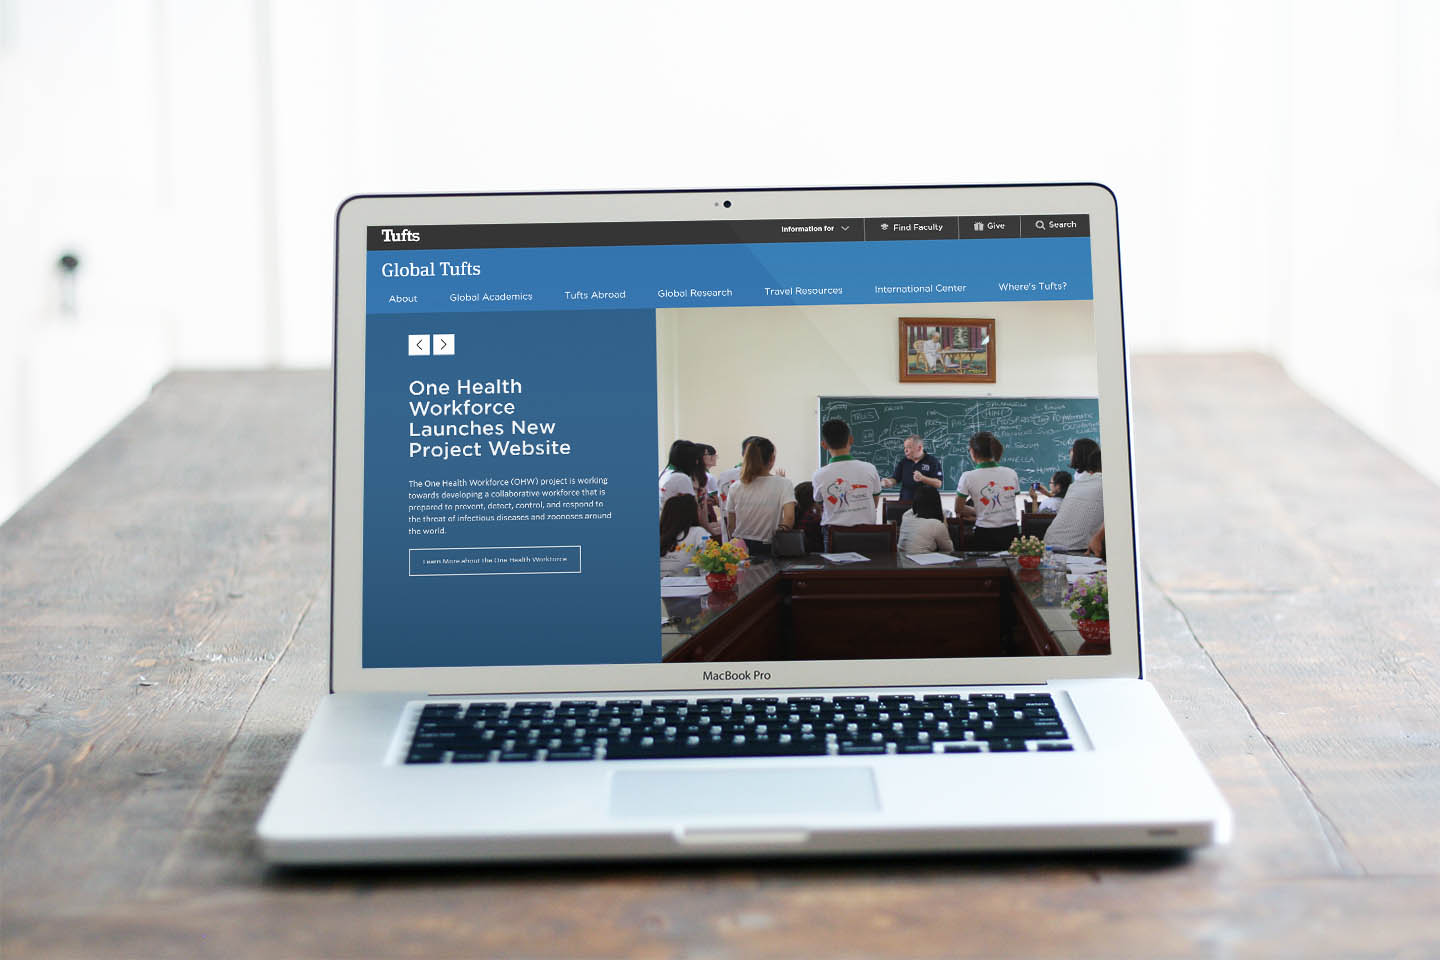 Tufts
Information for
Find Faculty
Give
Search
Global Tufts
About
Global Academics
Tufts Abroad
Global Research
Travel Resources
International Center
Where's Tufts?
One Health
Workforce
Launches New
Project Website
The One Health Workforce (OHW) project is working
towards developing a collaborative workforce that is
prepared to prevent, detect, control, and respond to
the threat of infectious diseases and zoonoses around
the world.
Learn More about the One Health Workforce
MacBook Pro